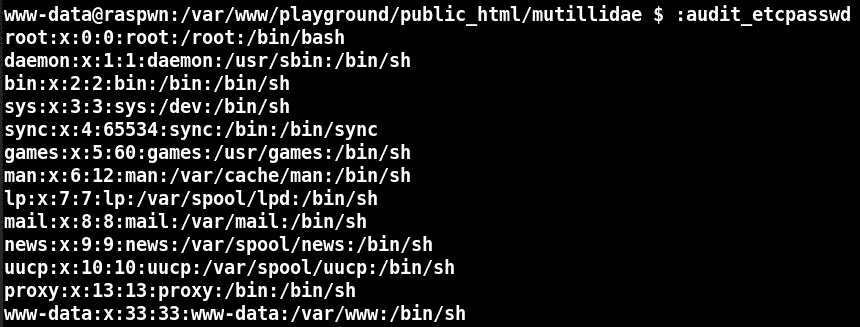 www-data@raspwn:/var/www/playground/public_html/mutillidae $ :audit_etcpasswd
root:x:0:0:root:/root:/bin/bash
daemon:x:1:1:daemon:/usr/sbin:/bin/sh
bin:x:2:2:bin:/bin:/bin/sh
sys:x:3:3:sys:/dev:/bin/sh
sync:x:4:65534:sync:/bin:/bin/sync
games:x:5:60:games:/usr/games:/bin/sh
man:x:6:12:man:/var/cache/man:/bin/sh
lp:x:7:7:lp:/var/spool/lpd:/bin/sh
mail:x:8:8:mail:/var/mail:/bin/sh
news:x:9:9:news:/var/spool/news:/bin/sh
uucp:x:10:10:uucp:/var/spool/uucp:/bin/sh
proxy:x:13:13:proxy:/bin:/bin/sh
www-data:x:33:33:www-data:/var/www:/bin/sh